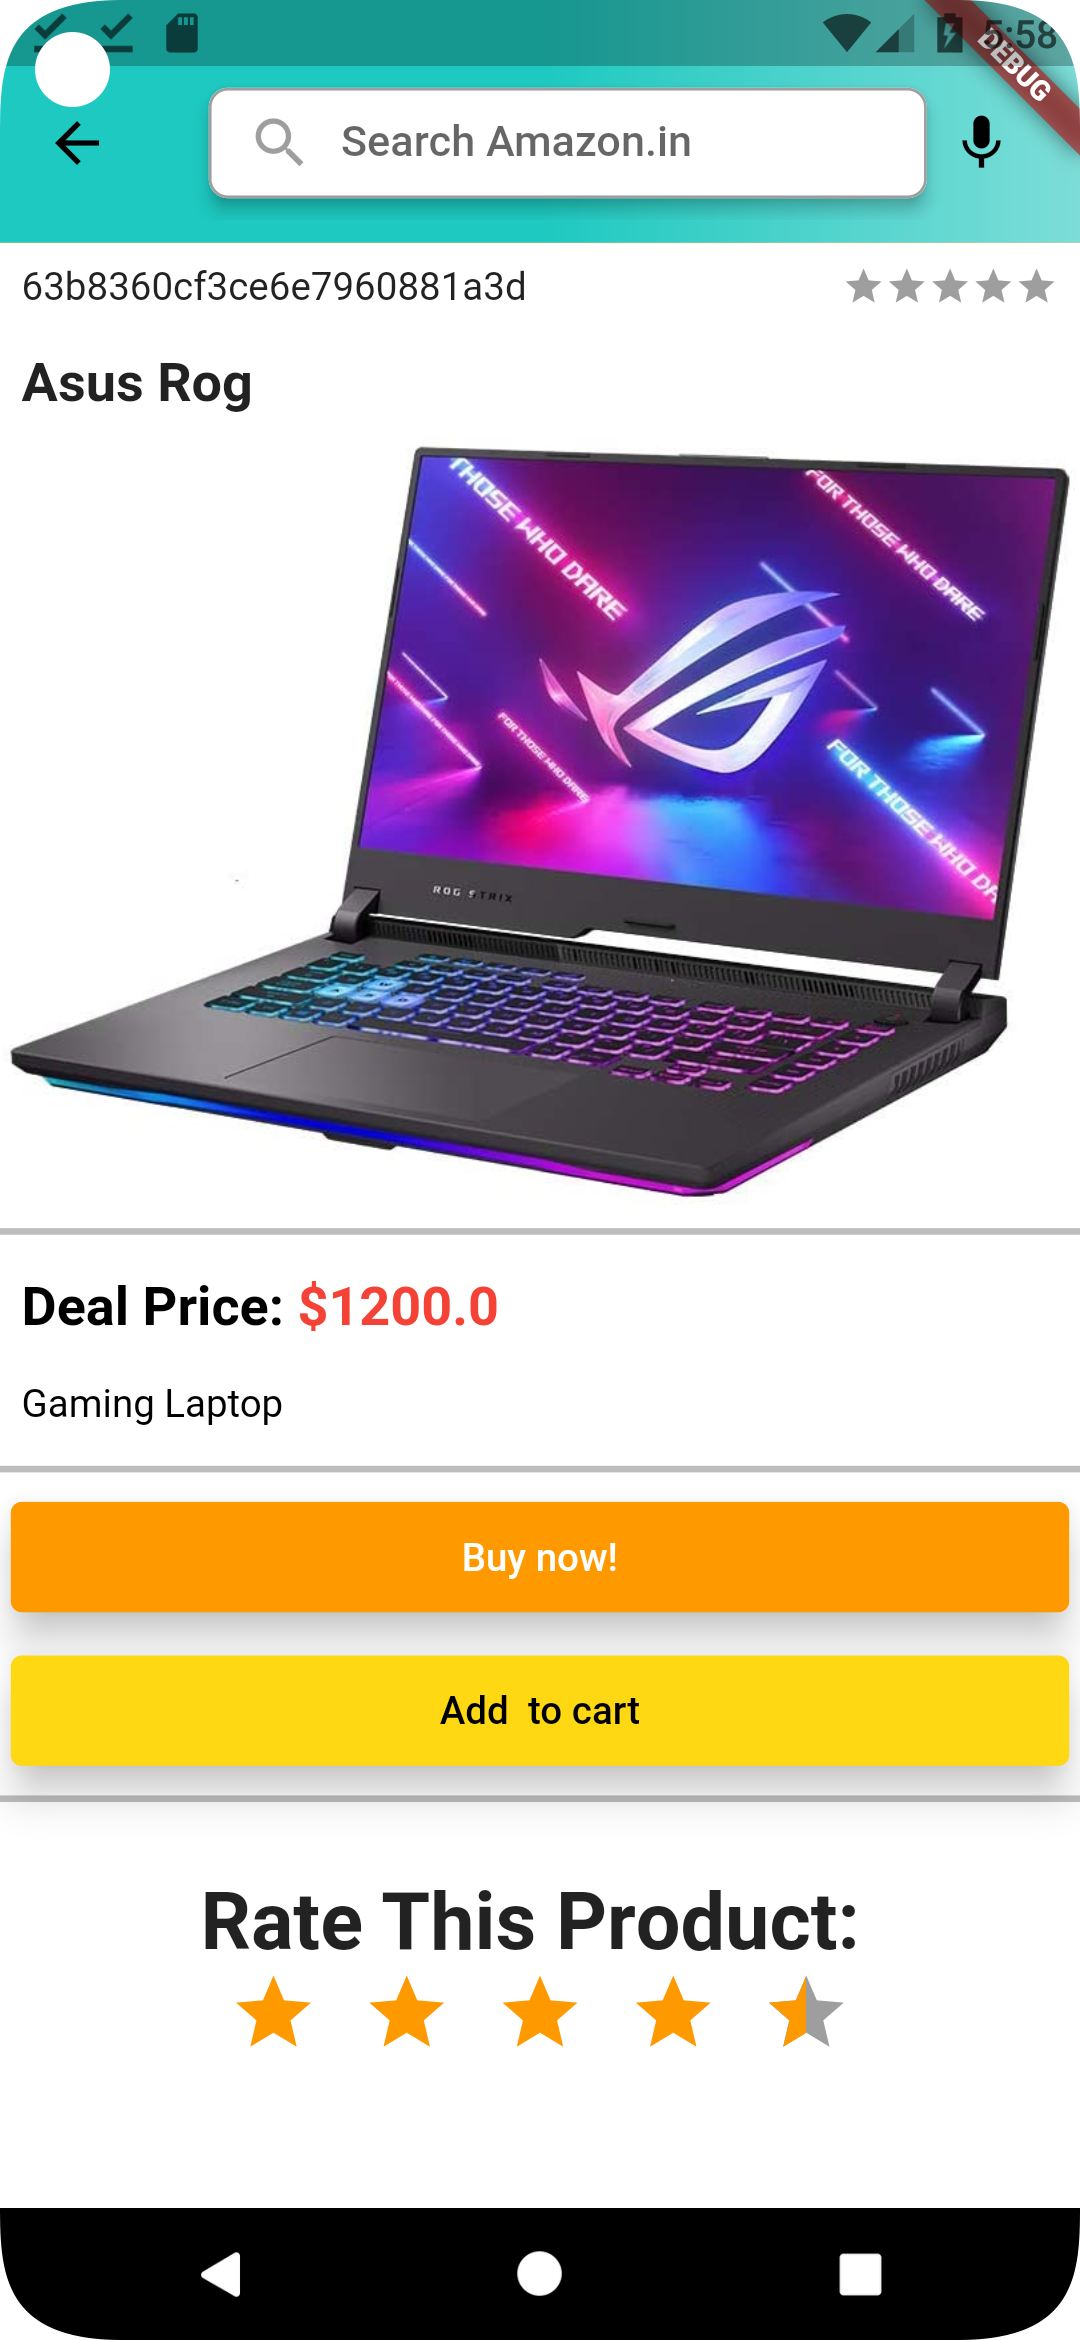 5:58
DEBUG
Search Amazon.in
63b8360cf3ce6e7960881a3d
Asus Rog
THOSE WHO DARE
FOR THOSE WHO DARE
FOR THOSE WHO DARE
FOR THOSE WHO DA
ROG STRIX
Deal Price: $1200.0
Gaming Laptop
Buy now!
Add  to cart
Rate This Product: